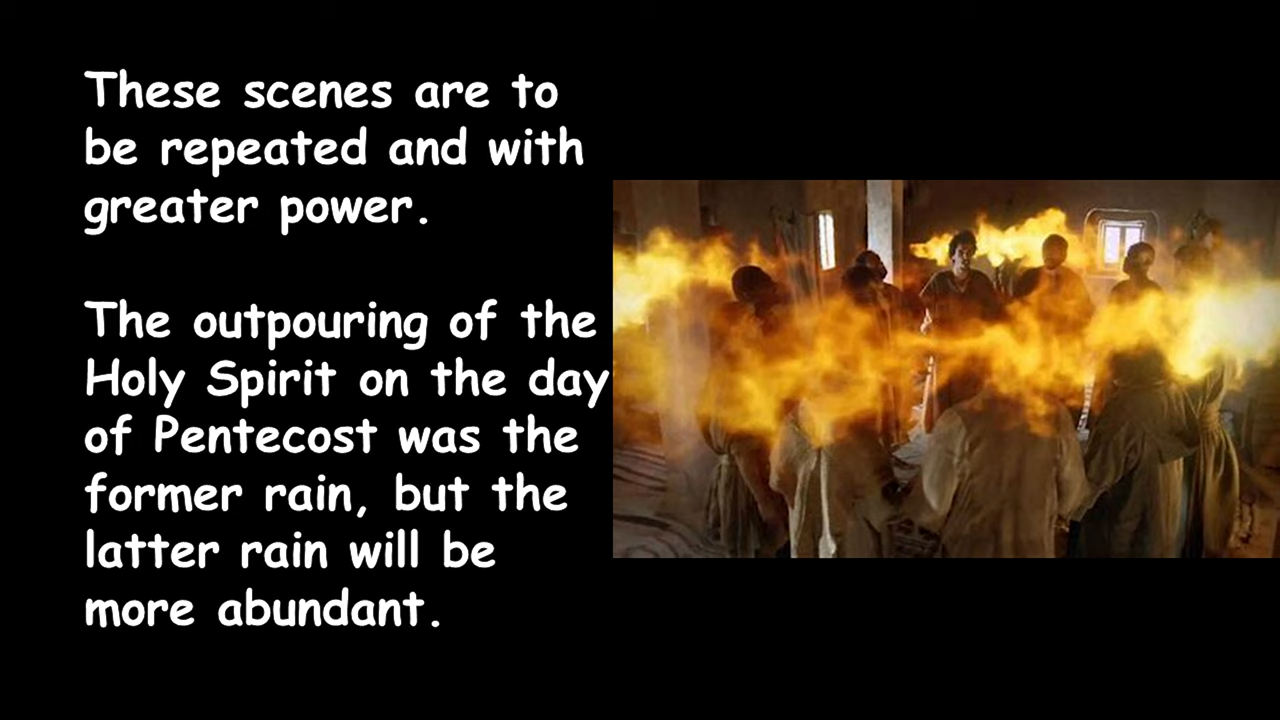 These scenes are to
be repeated and with
greater power.
The outpouring of the
Holy Spirit on the day
of Pentecost was the
former rain, but the
latter rain will be
more abundant.